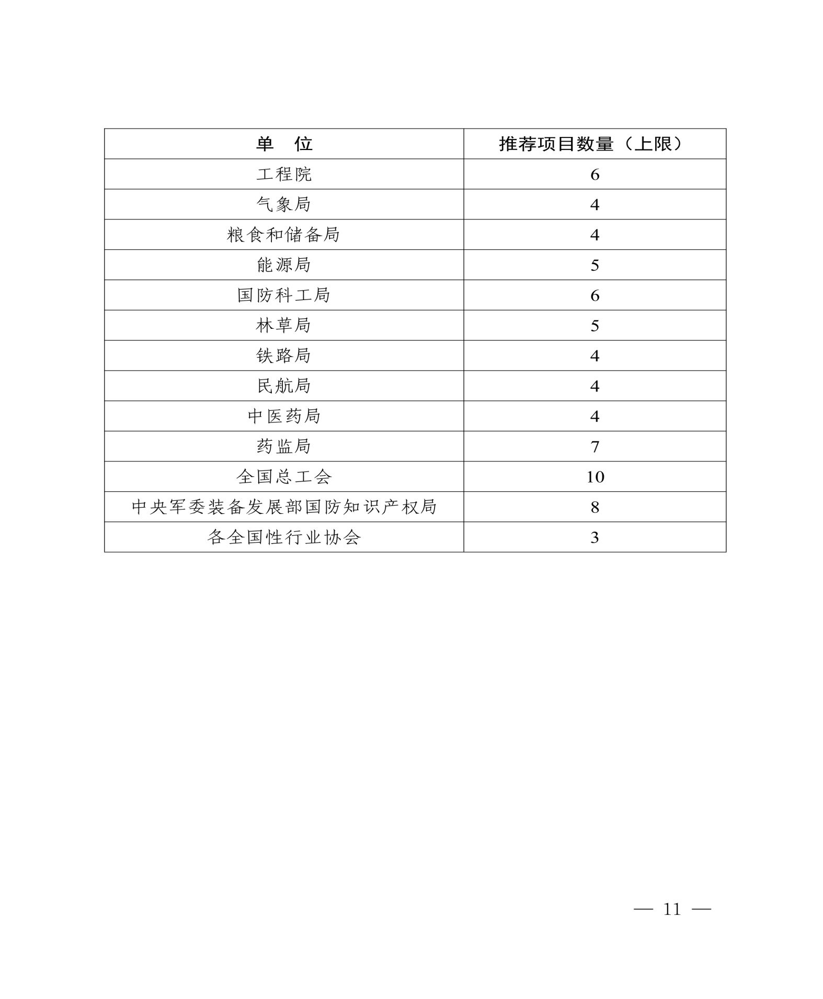 单 位 推荐项目数量（上限）
工程院 6
气象局 4
粮食和储备局 4
能源局 5
国防科工局 6
林草局 5
铁路局 4
民航局 4
中医药局 4
药监局 7
全国总工会 10
中央军委装备发展部国防知识产权局 8
各全国性行业协会 3
— 11 —